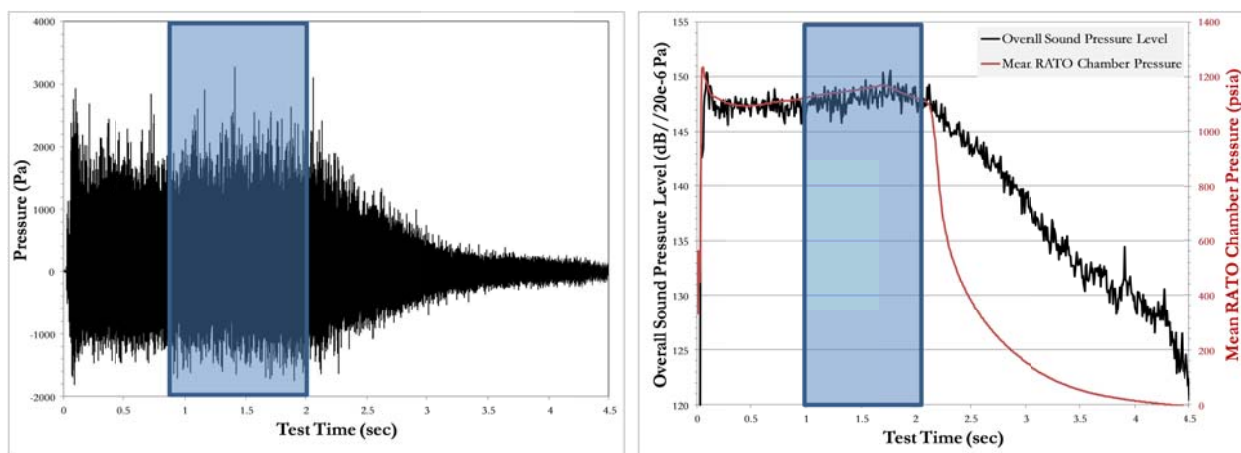 4000
3000
2000
1000
0
-1000
-2000
Pressure (Pa)
0 0.5 1 1.5 2 2.5 3 3.5 4 4.5
Test Time (sec)
155
150
145
140
135
130
125
120
Overall Sound Pressure Level (dB//20e-6 Pa)
Overall Sound Pressure Level
Mean RATO Chamber Pressure
1400
1200
1000
800
600
400
200
0
Mean RATO Chamber Pressure (psia)
0 0.5 1 1.5 2 2.5 3 3.5 4 4.5
Test Time (sec)